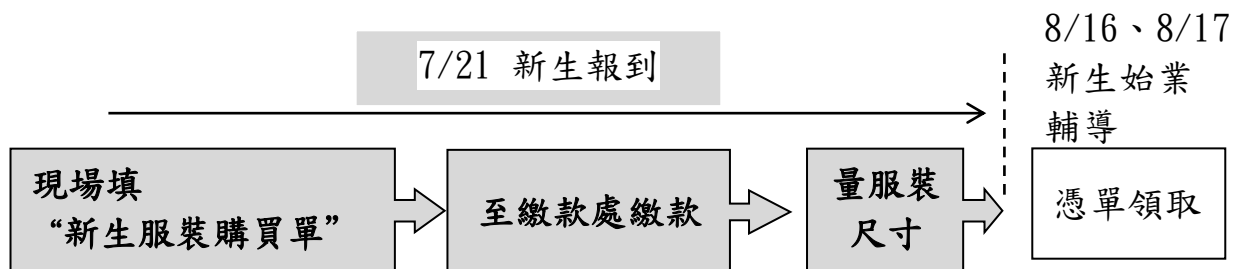 7/21 新生報到
8/16、8/17
新生始業
輔導
現場填
“新生服裝購買單”
至繳款處繳款
量服裝
尺寸
憑單領取